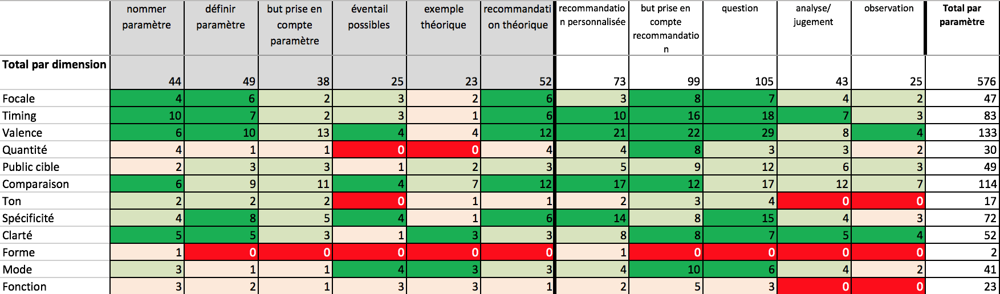 nommer paramètre | définir paramètre | but prise en compte paramètre | éventail possibles | exemple théorique | recommandati on théorique | recommandatio n personnalisée | but prise en compte recommandatio n | question | analyse/ jugement | observation | Total par paramètre
Total par dimension | 44 | 49 | 38 | 25 | 23 | 52 | 73 | 99 | 105 | 43 | 25 | 576
Focale | 4 | 6 | 2 | 3 | 2 | 6 | 3 | 8 | 7 | 4 | 2 | 47
Timing | 10 | 7 | 2 | 3 | 1 | 6 | 10 | 16 | 18 | 7 | 3 | 83
Valence | 6 | 10 | 13 | 4 | 4 | 12 | 21 | 22 | 29 | 8 | 4 | 133
Quantité | 4 | 1 | 1 | 0 | 0 | 4 | 4 | 8 | 3 | 3 | 2 | 30
Public cible | 2 | 3 | 3 | 1 | 2 | 3 | 5 | 9 | 12 | 6 | 3 | 49
Comparaison | 6 | 9 | 11 | 4 | 7 | 12 | 17 | 12 | 17 | 12 | 7 | 114
Ton | 2 | 2 | 2 | 0 | 1 | 1 | 2 | 3 | 4 | 0 | 0 | 17
Spécificité | 4 | 8 | 5 | 4 | 1 | 6 | 14 | 8 | 15 | 4 | 3 | 72
Clarté | 5 | 5 | 3 | 1 | 3 | 3 | 8 | 8 | 7 | 5 | 4 | 52
Forme | 1 | 0 | 0 | 0 | 0 | 0 | 1 | 0 | 0 | 0 | 0 | 2
Mode | 3 | 1 | 1 | 4 | 3 | 3 | 4 | 10 | 6 | 4 | 2 | 41
Fonction | 3 | 2 | 1 | 3 | 3 | 1 | 2 | 5 | 3 | 0 | 0 | 23